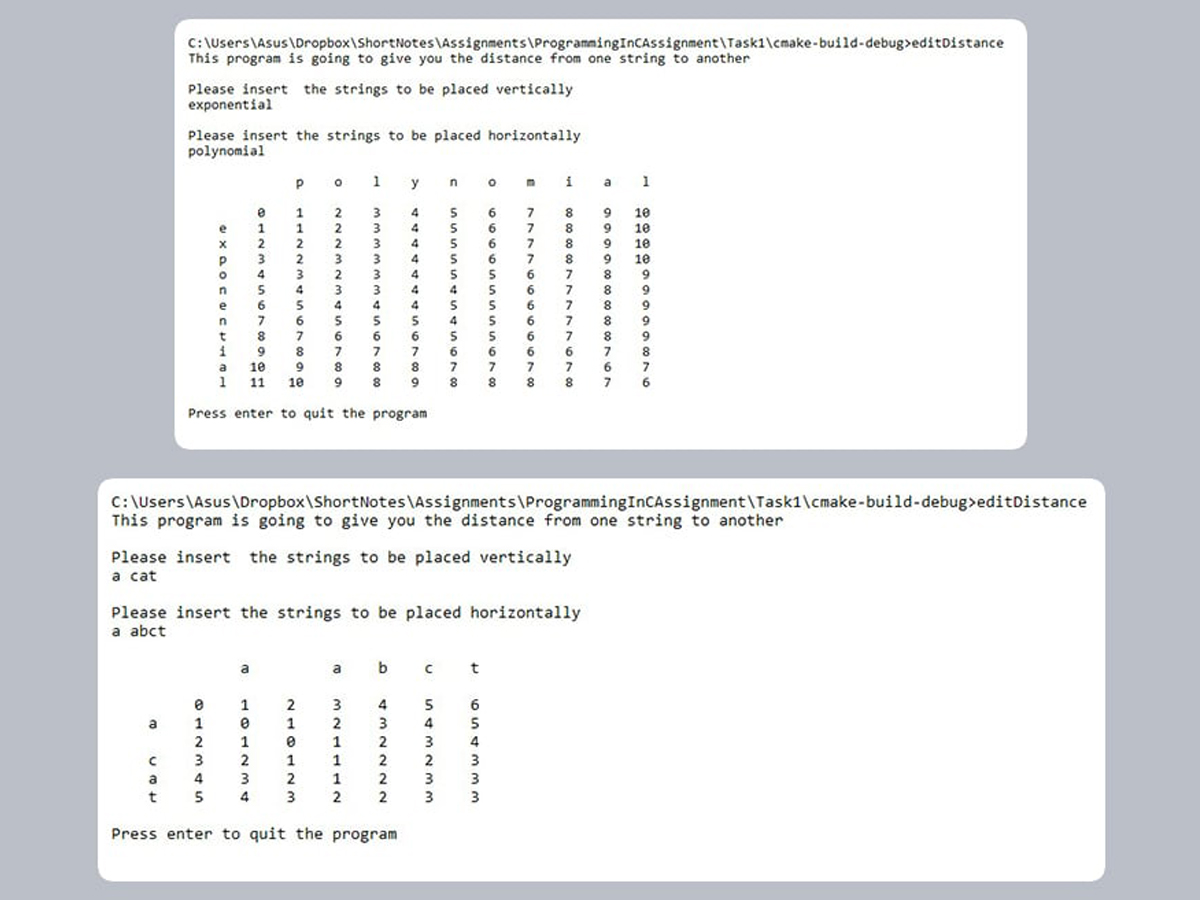 C:\Users\Asus\Dropbox\ShortNotes\Assignments\ProgrammingInCAssignment\Task1\cmake-build-debug>editDistance
This program is going to give you the distance from one string to another
Please insert  the strings to be placed vertically
exponential
Please insert the strings to be placed horizontally
polynomial
p o l y n o m i a l
0 1 2 3 4 5 6 7 8 9 10
e 1 1 2 3 4 5 6 7 8 9 10
x 2 2 2 3 4 5 6 7 8 9 10
p 3 2 3 3 4 5 6 7 8 9 10
o 4 3 2 3 4 5 5 6 7 8 9
n 5 4 3 3 4 4 5 6 7 8 9
e 6 5 4 4 4 5 5 6 7 8 9
n 7 6 5 5 5 4 5 6 7 8 9
t 8 7 6 6 6 5 5 6 7 8 9
i 9 8 7 7 7 6 6 6 6 7 8
a 10 9 8 8 8 7 7 7 7 6 7
l 11 10 9 8 9 8 8 8 8 7 6
Press enter to quit the program
C:\Users\Asus\Dropbox\ShortNotes\Assignments\ProgrammingInCAssignment\Task1\cmake-build-debug>editDistance
This program is going to give you the distance from one string to another
Please insert  the strings to be placed vertically
a cat
Please insert the strings to be placed horizontally
a abct
a   a b c t
0 1 2 3 4 5 6
a 1 0 1 2 3 4 5
2 1 0 1 2 3 4
c 3 2 1 1 2 2 3
a 4 3 2 1 2 3 3
t 5 4 3 2 2 3 3
Press enter to quit the program